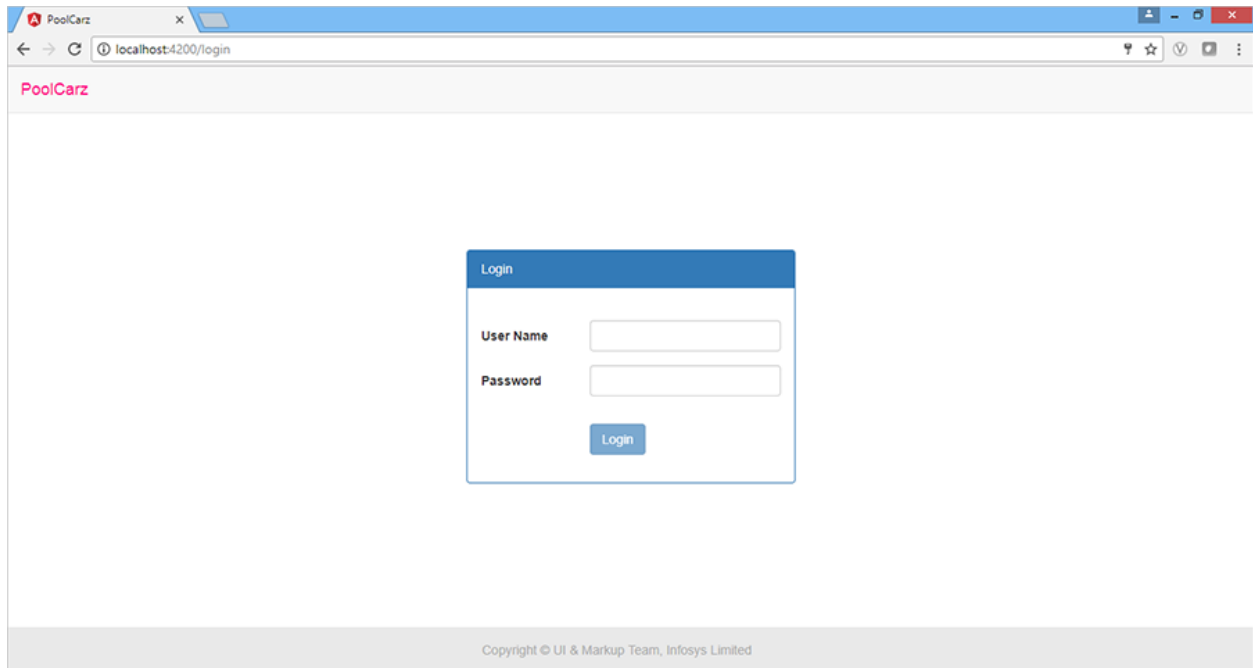 PoolCarz
localhost:4200/login
PoolCarz
Login
User Name
Password
Login
Copyright © UI & Markup Team, Infosys Limited